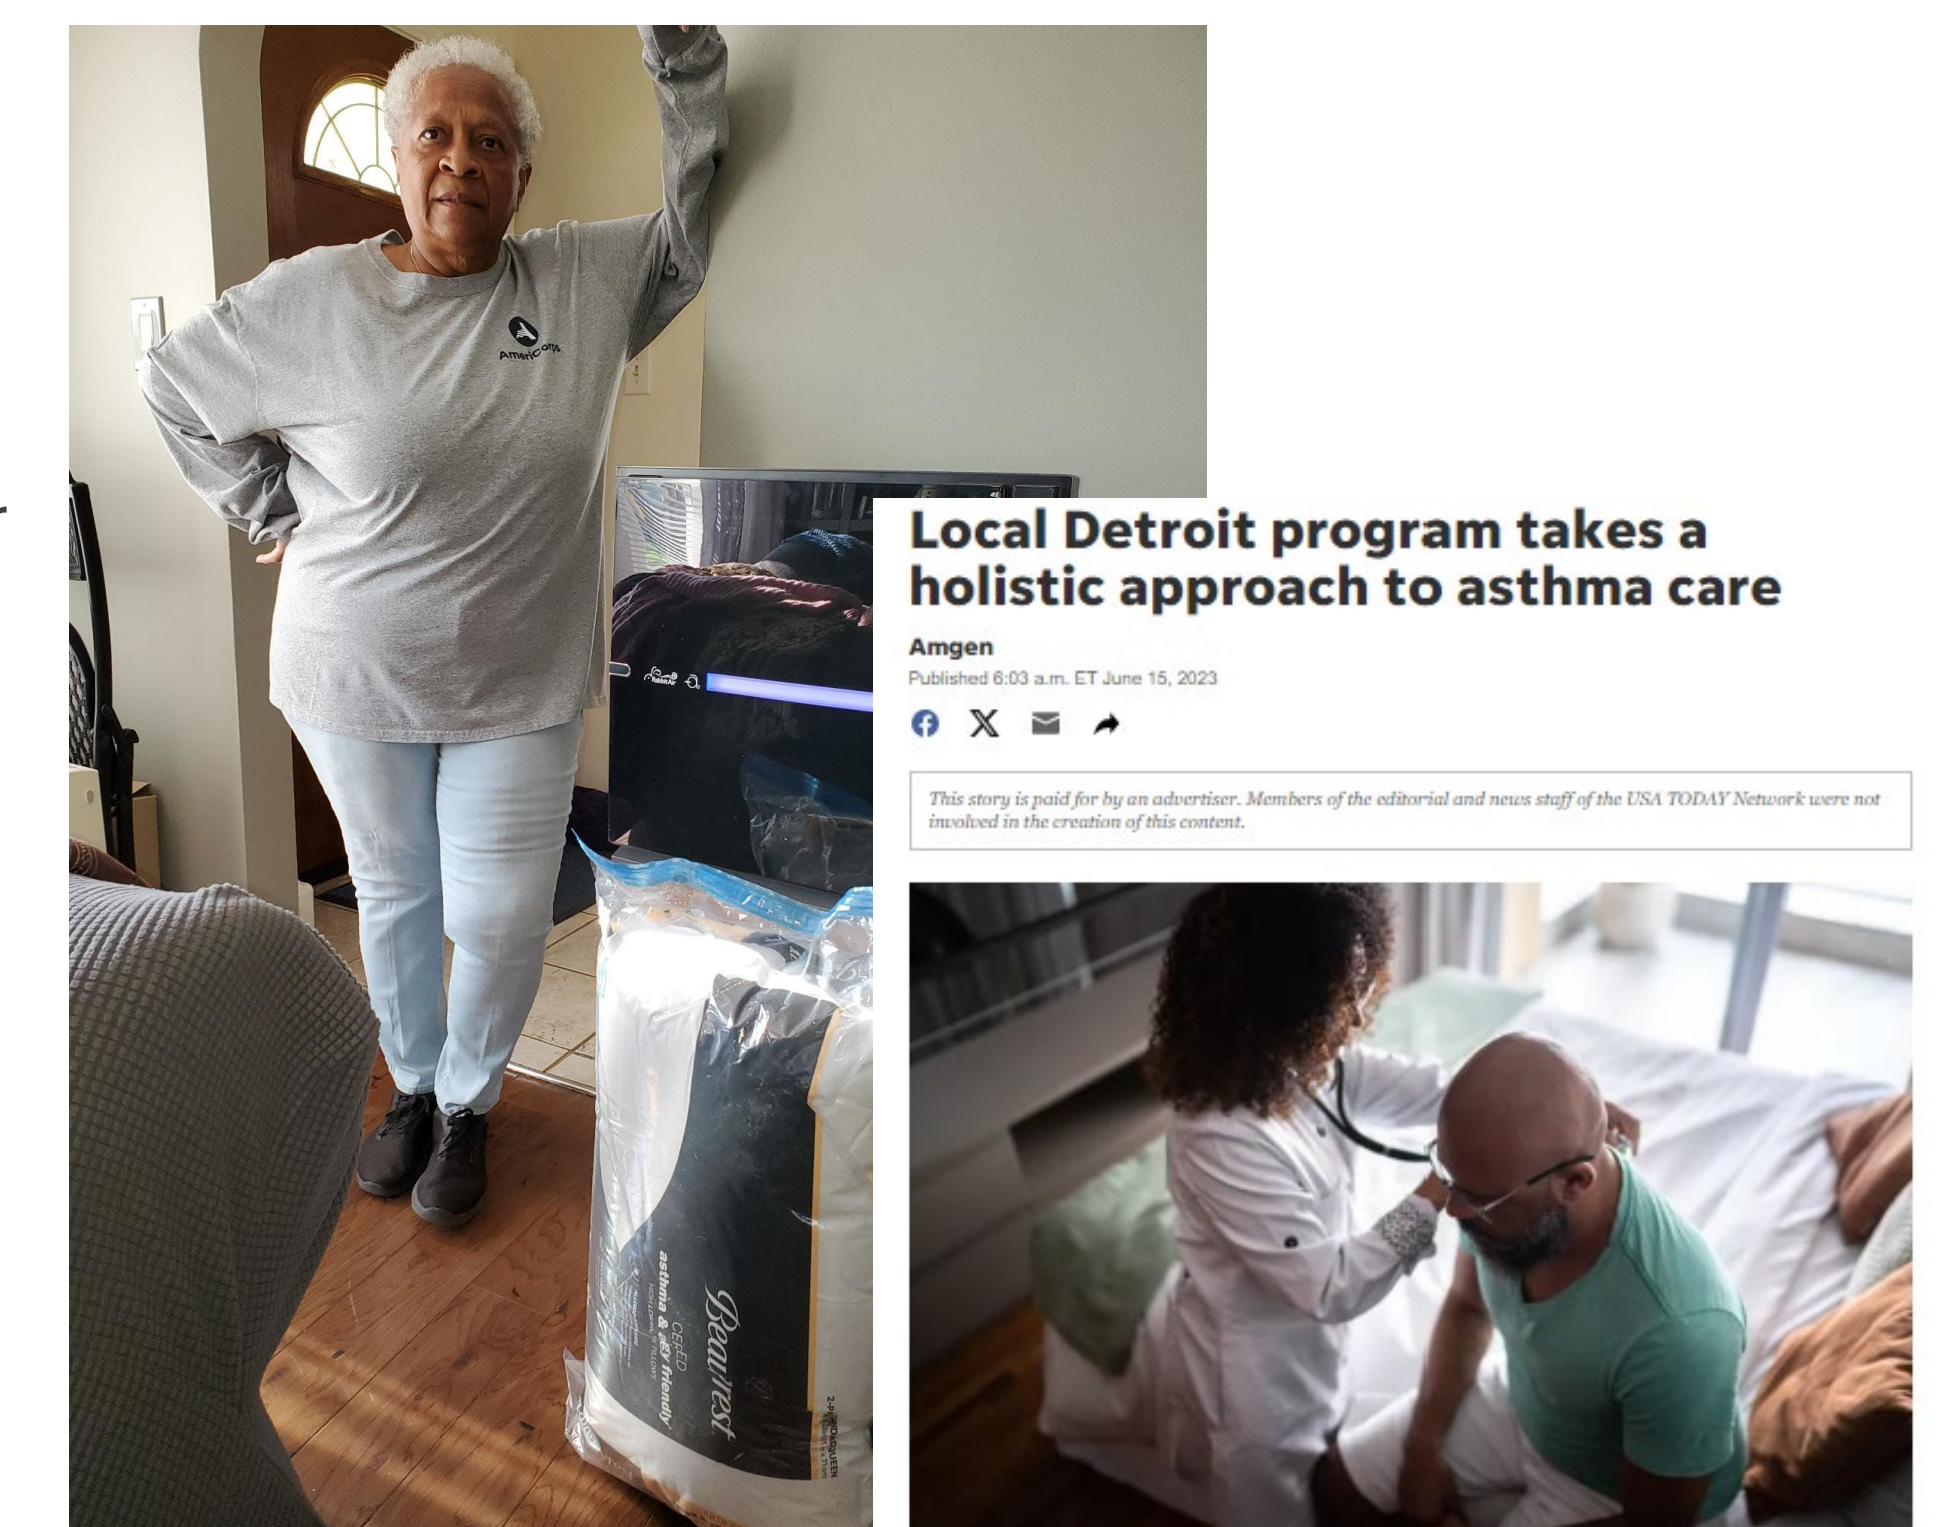 AmeriCorps
RabbitAir
Local Detroit program takes a
holistic approach to asthma care
Amgen
Published 6:03 a.m. ET June 15, 2023
This story is paid for by an advertiser. Members of the editorial and news staff of the USA TODAY Network were not
involved in the creation of this content.
Beautyrest
asthma & friendly